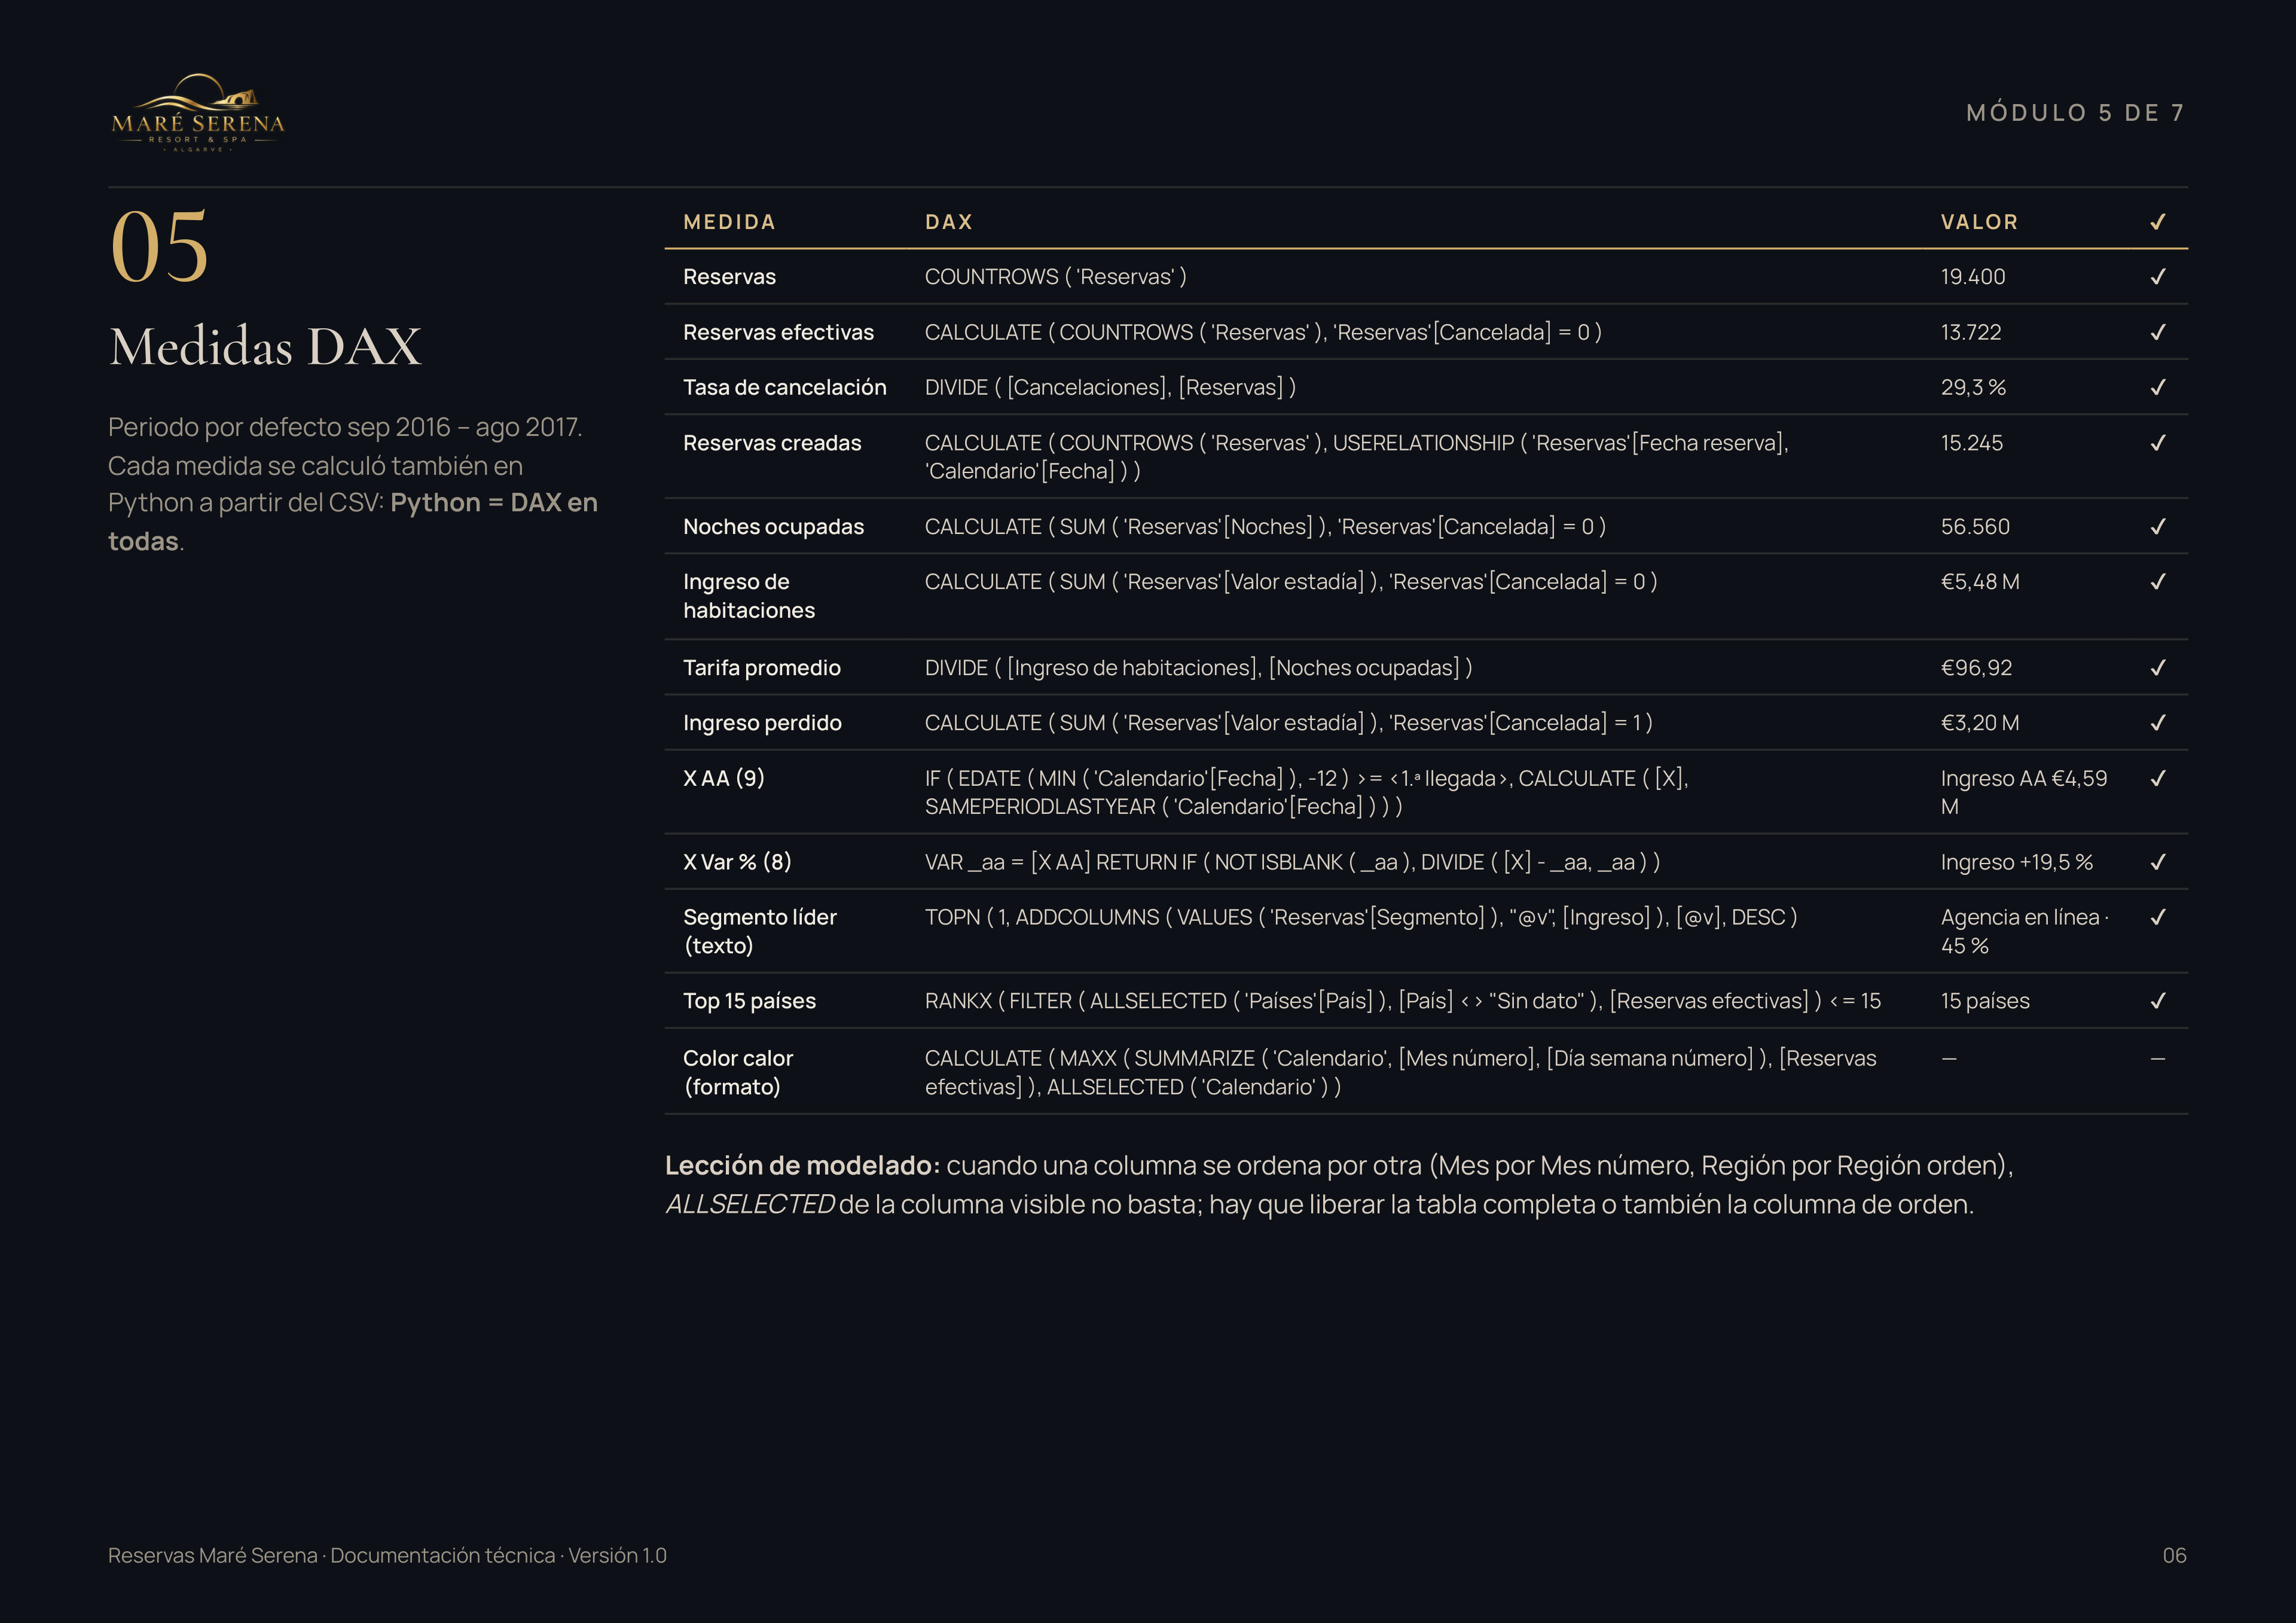 MARÉ SERENA
RESORT & SPA
· ALGARVE ·
MÓDULO 5 DE 7
05
Medidas DAX
Periodo por defecto sep 2016 – ago 2017.
Cada medida se calculó también en
Python a partir del CSV: Python = DAX en
todas.
MEDIDA DAX VALOR ✓
Reservas COUNTROWS ( 'Reservas' ) 19.400 ✓
Reservas efectivas CALCULATE ( COUNTROWS ( 'Reservas' ), 'Reservas'[Cancelada] = 0 ) 13.722 ✓
Tasa de cancelación DIVIDE ( [Cancelaciones], [Reservas] ) 29,3 % ✓
Reservas creadas CALCULATE ( COUNTROWS ( 'Reservas' ), USERELATIONSHIP ( 'Reservas'[Fecha reserva], 15.245 ✓
'Calendario'[Fecha] ) )
Noches ocupadas CALCULATE ( SUM ( 'Reservas'[Noches] ), 'Reservas'[Cancelada] = 0 ) 56.560 ✓
Ingreso de CALCULATE ( SUM ( 'Reservas'[Valor estadía] ), 'Reservas'[Cancelada] = 0 ) €5,48 M ✓
habitaciones
Tarifa promedio DIVIDE ( [Ingreso de habitaciones], [Noches ocupadas] ) €96,92 ✓
Ingreso perdido CALCULATE ( SUM ( 'Reservas'[Valor estadía] ), 'Reservas'[Cancelada] = 1 ) €3,20 M ✓
X AA (9) IF ( EDATE ( MIN ( 'Calendario'[Fecha] ), -12 ) >= <1.ª llegada>, CALCULATE ( [X], Ingreso AA €4,59 ✓
SAMEPERIODLASTYEAR ( 'Calendario'[Fecha] ) ) ) M
X Var % (8) VAR _aa = [X AA] RETURN IF ( NOT ISBLANK ( _aa ), DIVIDE ( [X] - _aa, _aa ) ) Ingreso +19,5 % ✓
Segmento líder TOPN ( 1, ADDCOLUMNS ( VALUES ( 'Reservas'[Segmento] ), "@v", [Ingreso] ), [@v], DESC ) Agencia en línea · ✓
(texto) 45 %
Top 15 países RANKX ( FILTER ( ALLSELECTED ( 'Países'[País] ), [País] <> "Sin dato" ), [Reservas efectivas] ) <= 15 15 países ✓
Color calor CALCULATE ( MAXX ( SUMMARIZE ( 'Calendario', [Mes número], [Día semana número] ), [Reservas — —
(formato) efectivas] ), ALLSELECTED ( 'Calendario' ) )
Lección de modelado: cuando una columna se ordena por otra (Mes por Mes número, Región por Región orden),
ALLSELECTED de la columna visible no basta; hay que liberar la tabla completa o también la columna de orden.
Reservas Maré Serena · Documentación técnica · Versión 1.0
06